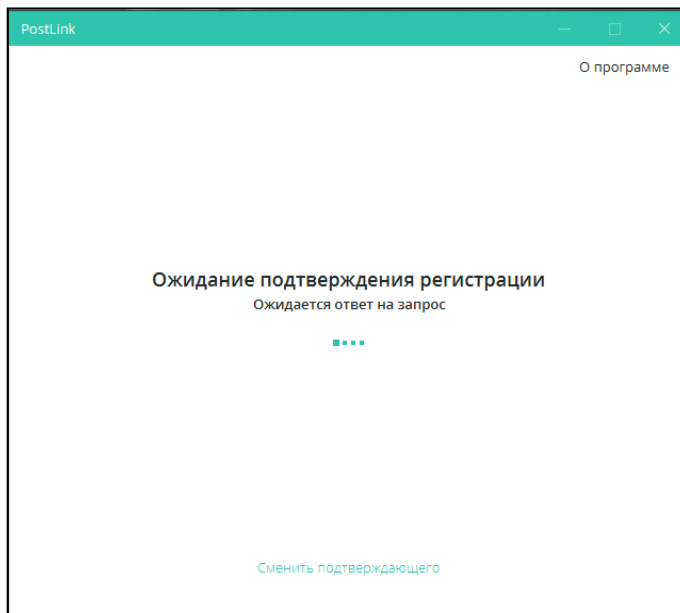 PostLink
О программе
Ожидание подтверждения регистрации
Ожидается ответ на запрос
Сменить подтверждающего